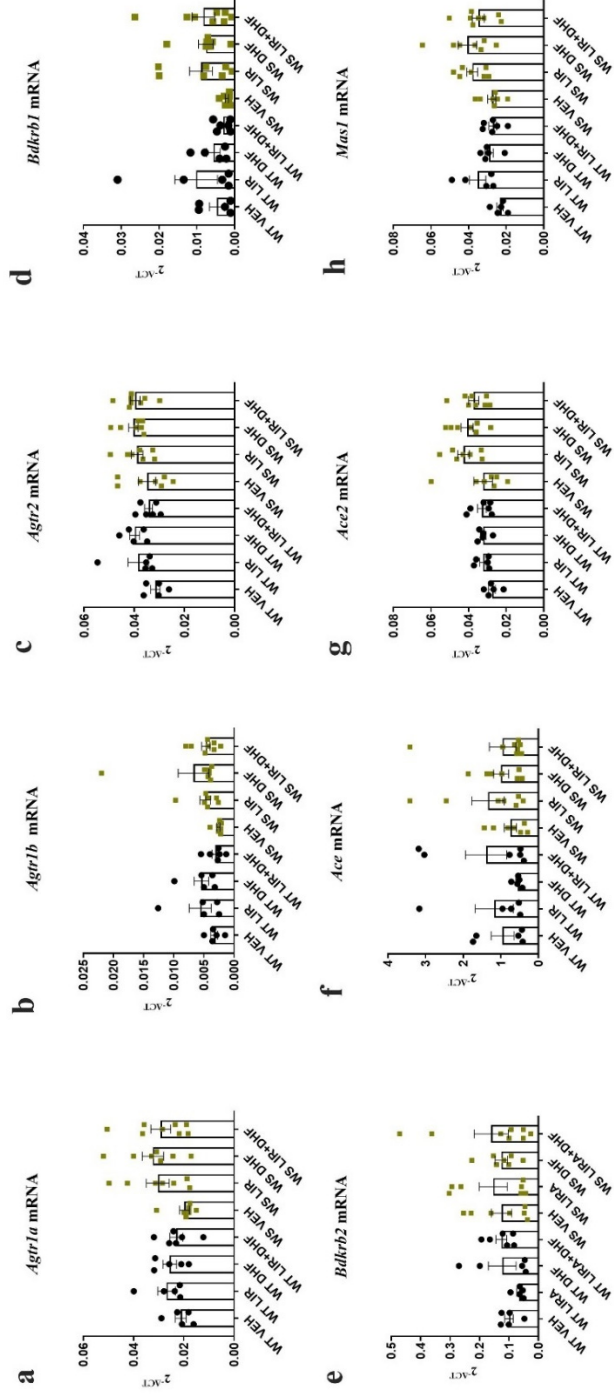 a
Agtr1a mRNA
2-ΔCT
0.06
0.04
0.02
0.00
WT VEH
WT LIR
WT DHF
WT LIR+DHF
WS VEH
WS LIR
WS DHF
WS LIR+DHF
b
Agtr1b mRNA
2-ΔCT
0.025
0.020
0.015
0.010
0.005
0.000
WT VEH
WT LIR
WT DHF
WT LIR+DHF
WS VEH
WS LIR
WS DHF
WS LIR+DHF
c
Agtr2 mRNA
2-ΔCT
0.06
0.04
0.02
0.00
WT VEH
WT LIR
WT DHF
WT LIR+DHF
WS VEH
WS LIR
WS DHF
WS LIR+DHF
d
Bdkrb1 mRNA
2-ΔCT
0.04
0.03
0.02
0.01
0.00
WT VEH
WT LIR
WT DHF
WT LIR+DHF
WS VEH
WS LIR
WS DHF
WS LIR+DHF
e
Bdkrb2 mRNA
2-ΔCT
0.5
0.4
0.3
0.2
0.1
0.0
WT VEH
WT LIRA
WT DHF
WT LIRA+DHF
WS VEH
WS LIRA
WS DHF
WS LIRA+DHF
f
Ace mRNA
2-ΔCT
4
3
2
1
0
WT VEH
WT LIR
WT DHF
WT LIR+DHF
WS VEH
WS LIR
WS DHF
WS LIR+DHF
g
Ace2 mRNA
2-ΔCT
0.08
0.06
0.04
0.02
0.00
WT VEH
WT LIR
WT DHF
WT LIR+DHF
WS VEH
WS LIR
WS DHF
WS LIR+DHF
h
Mas1 mRNA
2-ΔCT
0.08
0.06
0.04
0.02
0.00
WT VEH
WT LIR
WT DHF
WT LIR+DHF
WS VEH
WS LIR
WS DHF
WS LIR+DHF